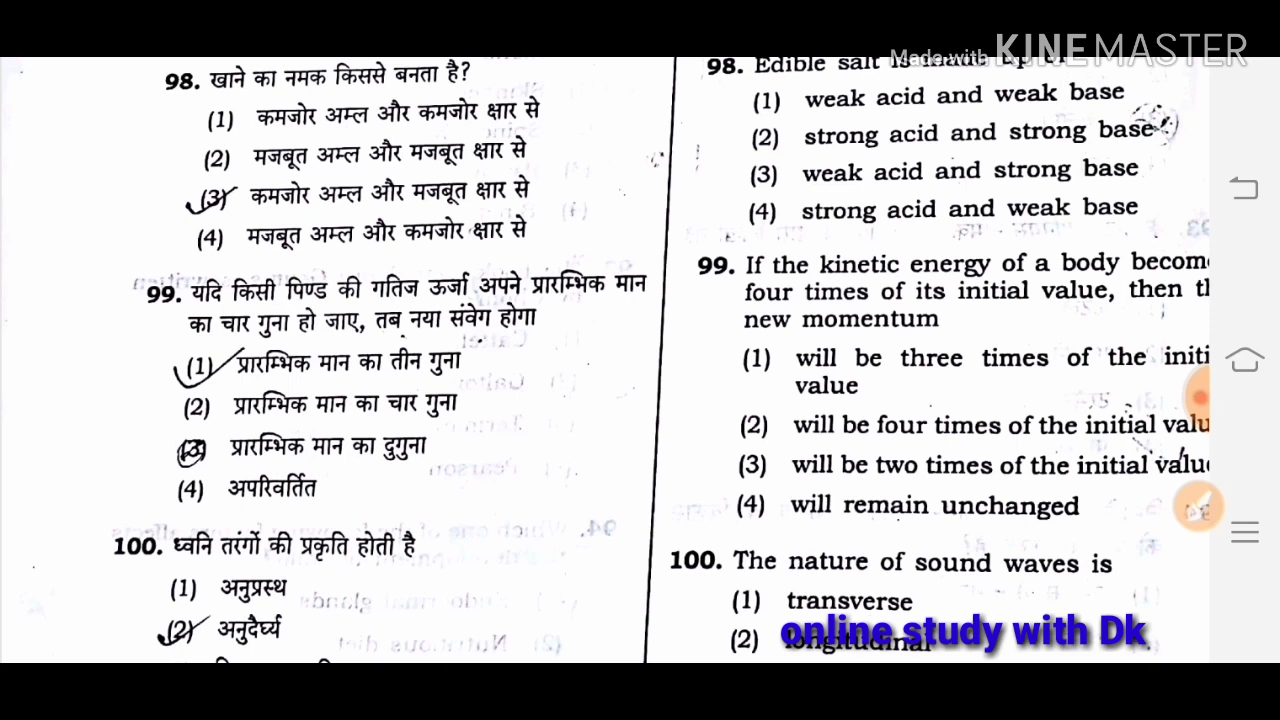 Made with KINEMASTER
98. खाने का नमक किससे बनता है?
(1) कमजोर अम्ल और कमजोर क्षार से
(2) मजबूत अम्ल और मजबूत क्षार से
(3) कमजोर अम्ल और मजबूत क्षार से
(4) मजबूत अम्ल और कमजोर क्षार से
99. यदि किसी पिण्ड की गतिज ऊर्जा अपने प्रारम्भिक मान
का चार गुना हो जाए, तब नया संवेग होगा
(1) प्रारम्भिक मान का तीन गुना
(2) प्रारम्भिक मान का चार गुना
(3) प्रारम्भिक मान का दुगुना
(4) अपरिवर्तित
100. ध्वनि तरंगों की प्रकृति होती है
(1) अनुप्रस्थ
(2) अनुदैर्घ्य
98. Edible salt is
(1) weak acid and weak base
(2) strong acid and strong base
(3) weak acid and strong base
(4) strong acid and weak base
99. If the kinetic energy of a body becom
four times of its initial value, then th
new momentum
(1) will be three times of the initi
value
(2) will be four times of the initial valu
(3) will be two times of the initial value
(4) will remain unchanged
100. The nature of sound waves is
(1) transverse
(2) longitudinal
online study with Dk